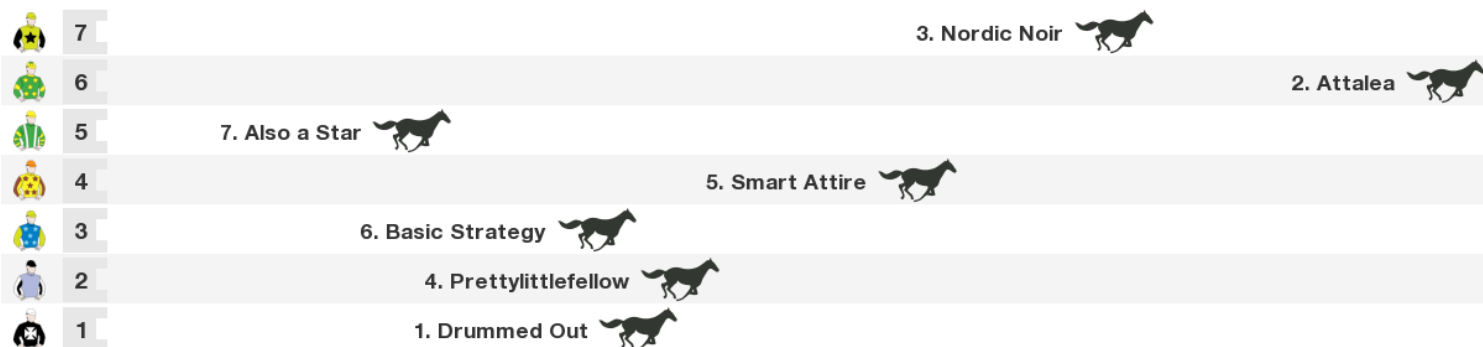 7 3. Nordic Noir
6 2. Attalea
5 7. Also a Star
4 5. Smart Attire
3 6. Basic Strategy
2 4. Prettylittlefellow
1 1. Drummed Out